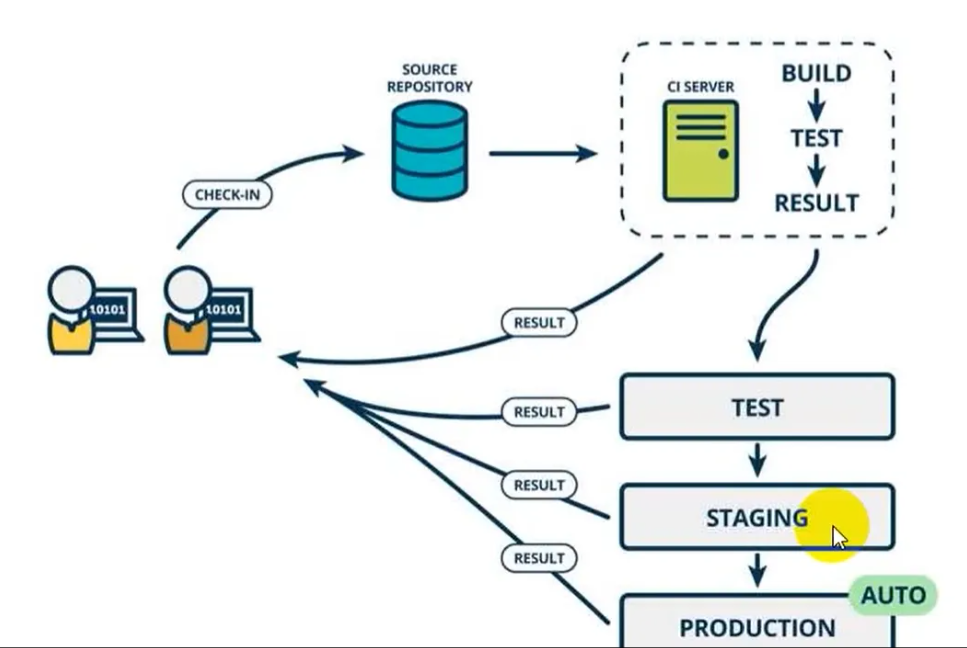 SOURCE
REPOSITORY
CI SERVER
BUILD
TEST
RESULT
CHECK-IN
10101
10101
RESULT
RESULT
TEST
RESULT
STAGING
RESULT
AUTO
PRODUCTION